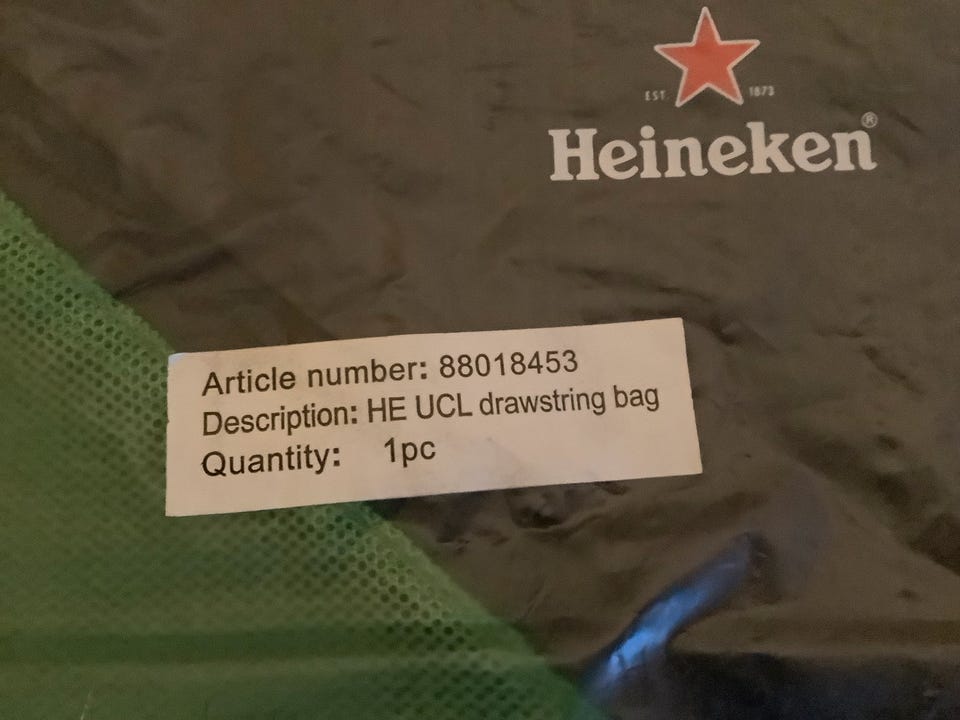 EST. 1873
Heineken®
Article number: 88018453
Description: HE UCL drawstring bag
Quantity: 1pc